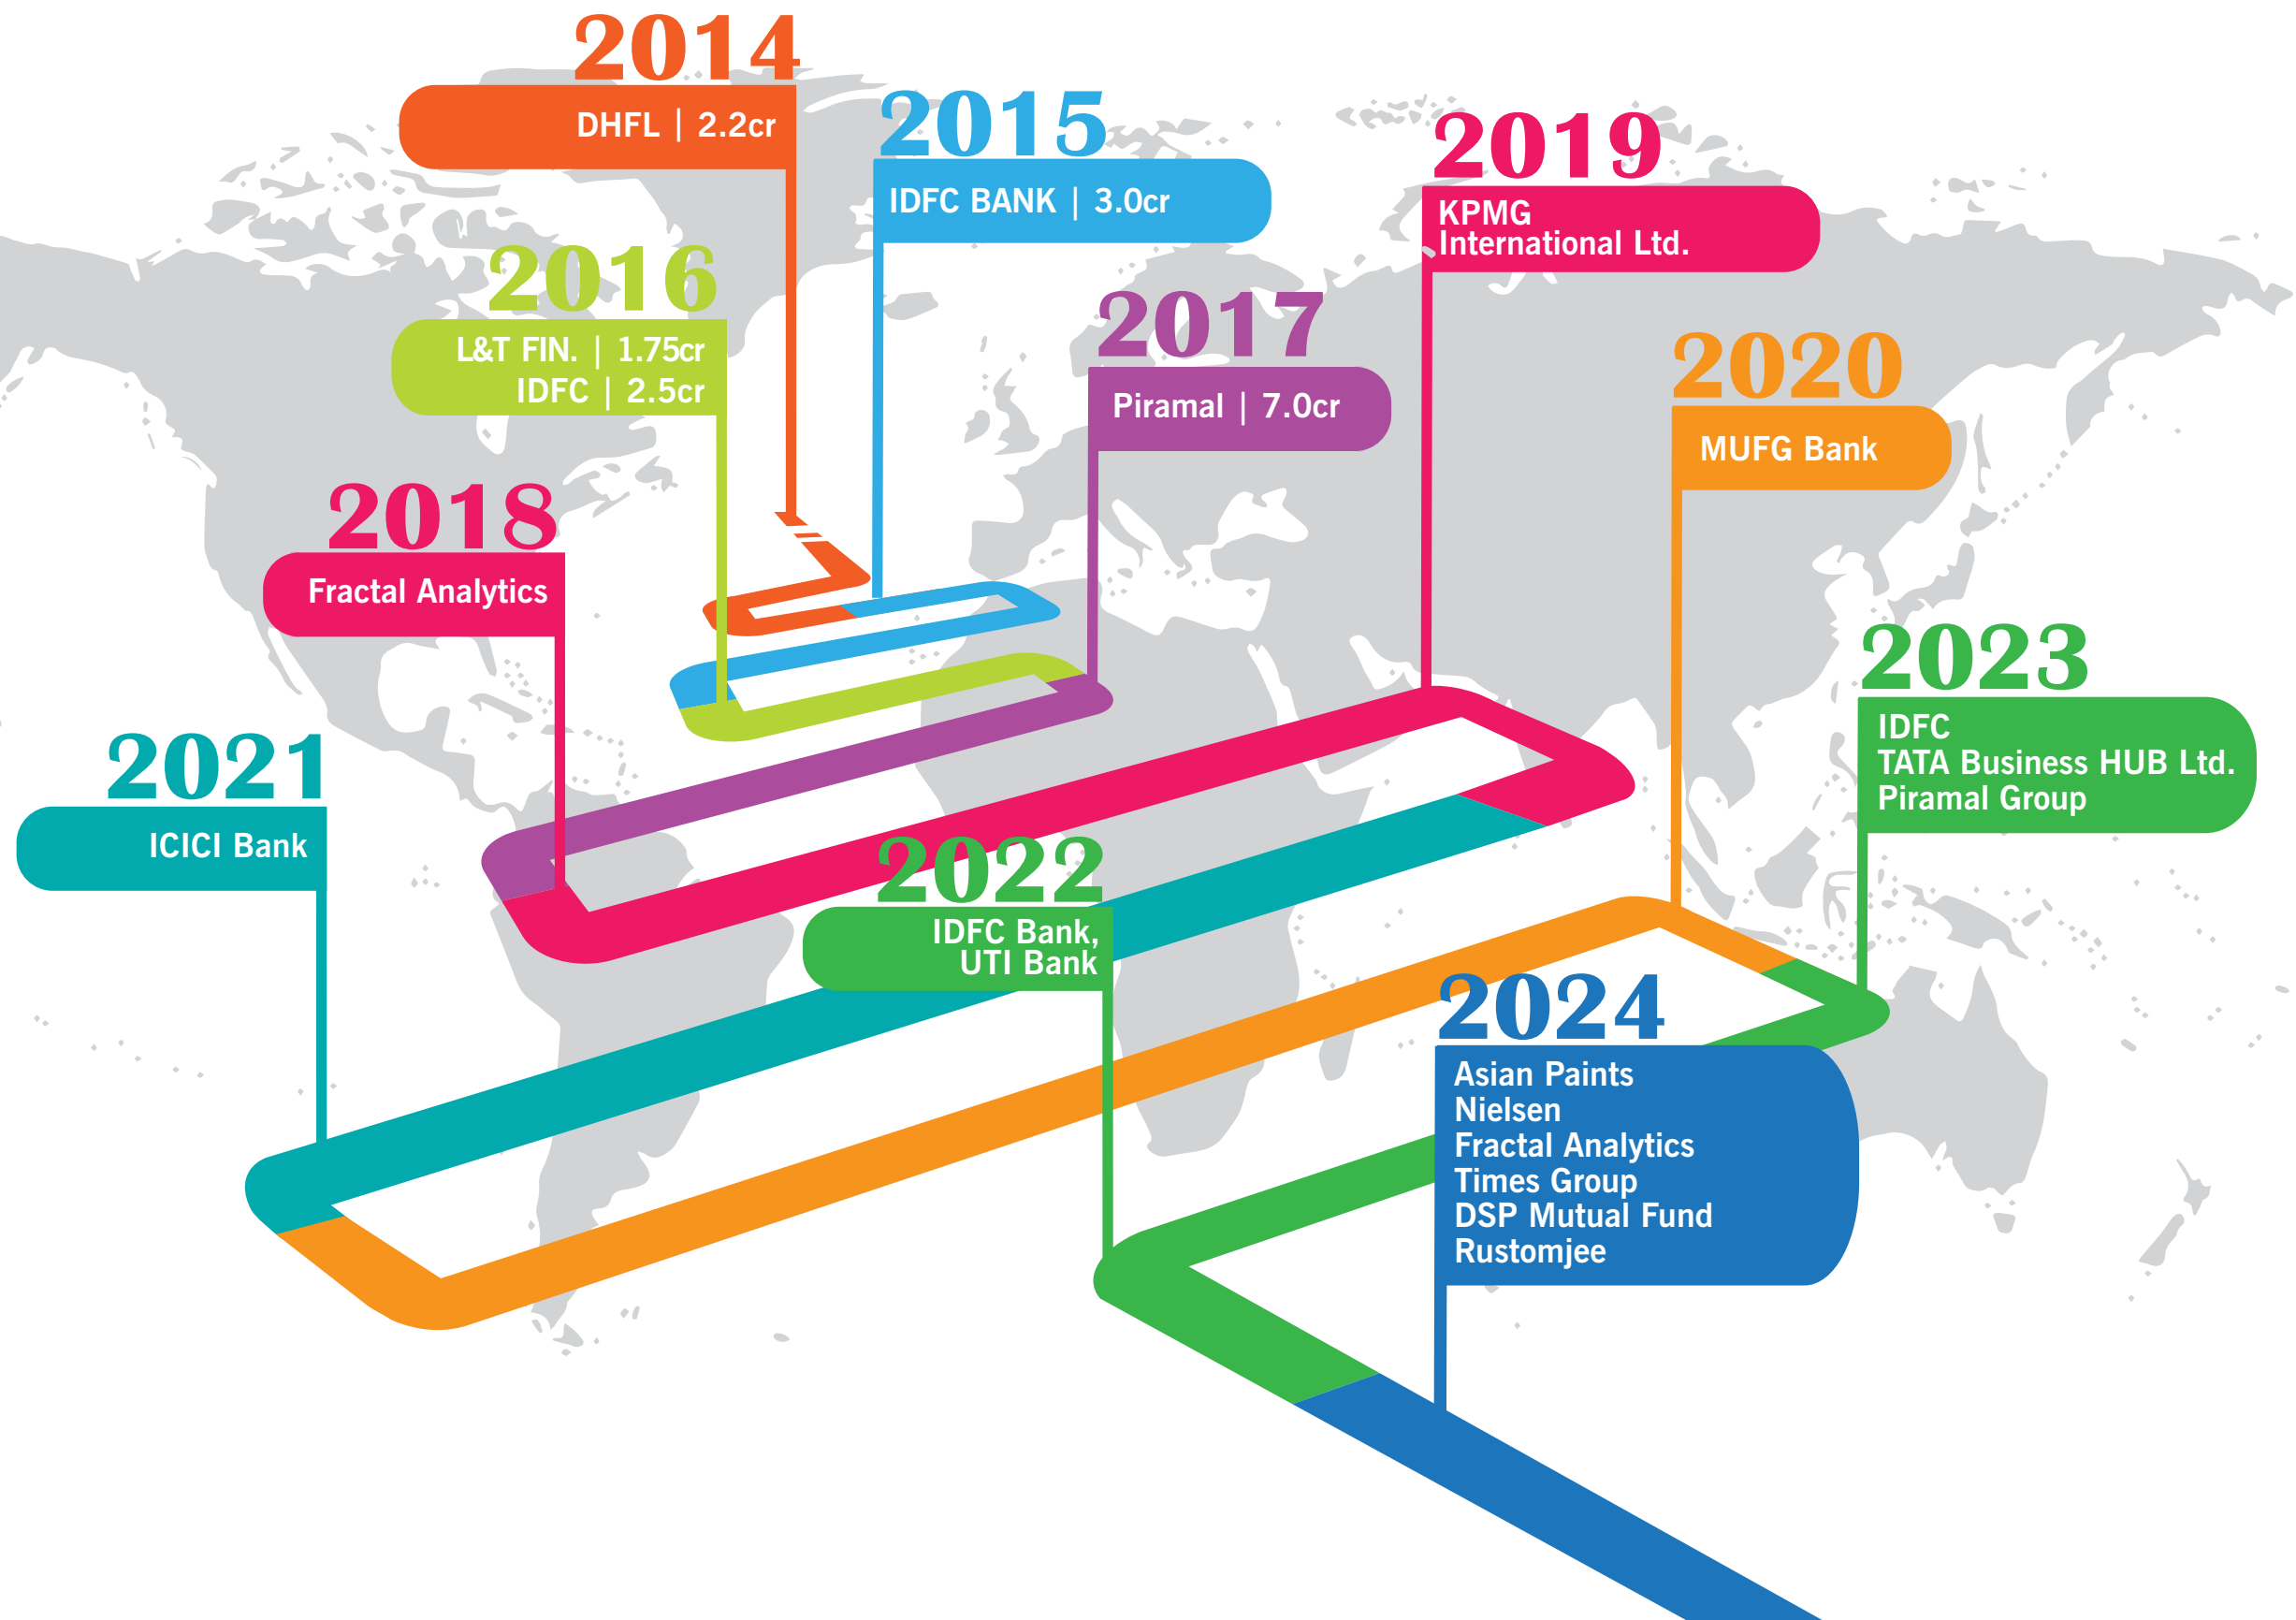 2014
DHFL | 2.2cr
2015
IDFC BANK | 3.0cr
2016
L&T FIN. | 1.75cr
IDFC | 2.5cr
2017
Piramal | 7.0cr
2018
Fractal Analytics
2019
KPMG
International Ltd.
2020
MUFG Bank
2021
ICICI Bank
2022
IDFC Bank,
UTI Bank
2023
IDFC
TATA Business HUB Ltd.
Piramal Group
2024
Asian Paints
Nielsen
Fractal Analytics
Times Group
DSP Mutual Fund
Rustomjee